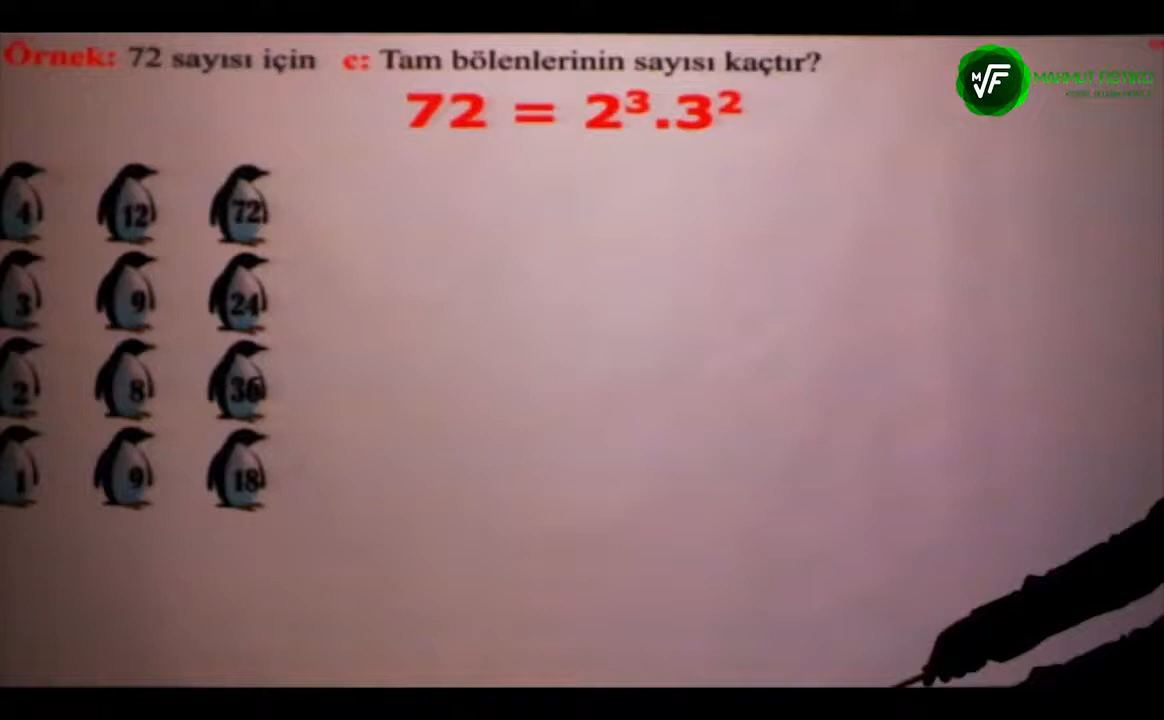 Örnek: 72 sayısı için c: Tam bölenlerinin sayısı kaçtır?
72 = 2³.3²
4 12 72
3 9 24
2 8 36
1 9 18
M√F